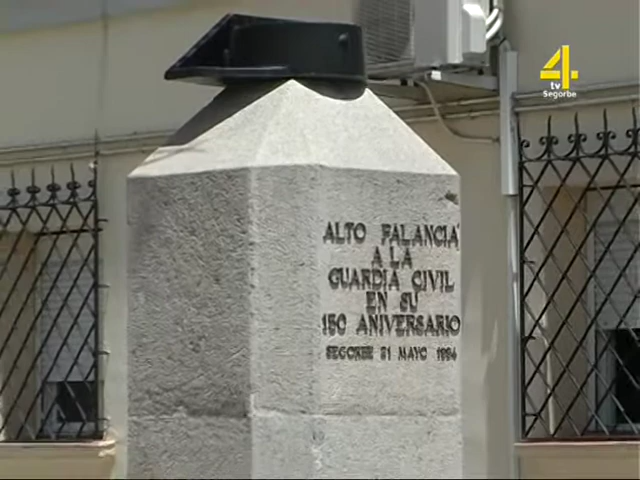 4
tv
Segorbe
ALTO PALANCIA
A LA
GUARDIA CIVIL
EN SU
150 ANIVERSARIO
SEGORBE 21 MAYO 1994